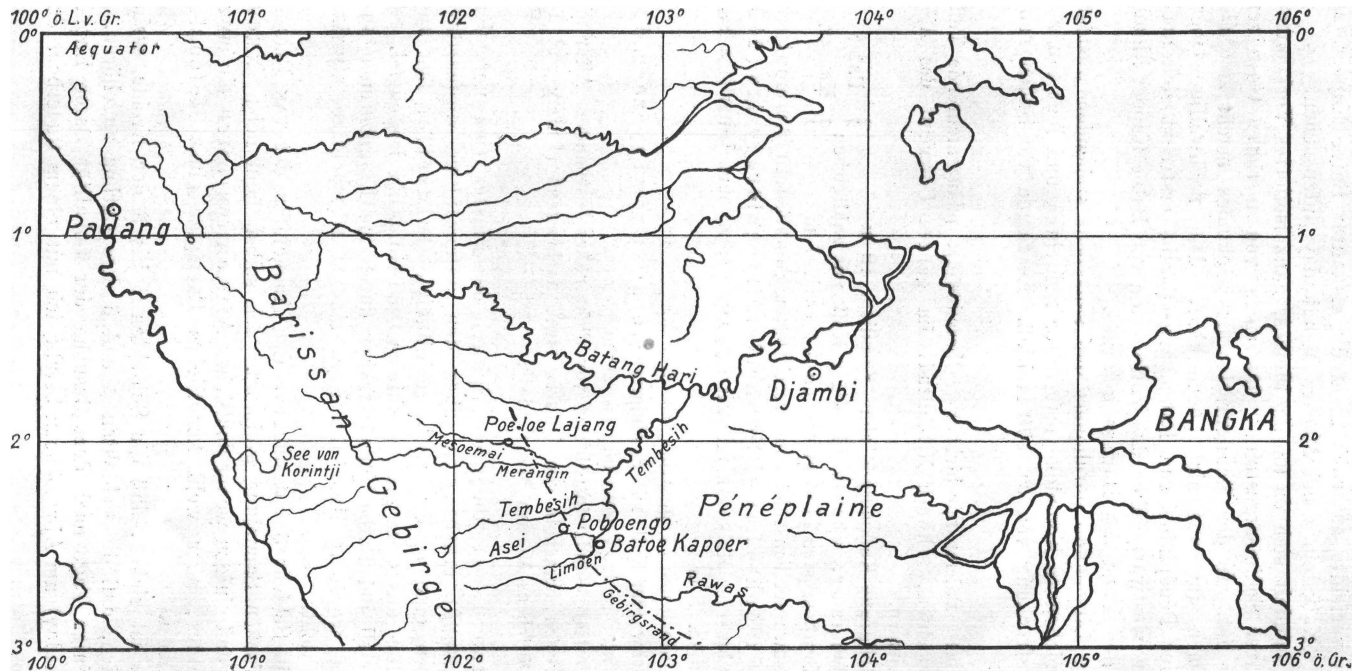 100° ö.L.v.Gr. 101° 102° 103° 104° 105° 106°
0° Aequator 0°
Padang
1° 1°
Barissan Gebirge
Batang Hari
Djambi
Poeloe Lajang
BANGKA
2° 2°
Mesoemai
See von
Korintji
Merangin
Tembesih
Tembesih
Pénéplaine
Poboengo
Asei
Batoe Kapoer
Limoen
Rawas
Gebirgsrand
3° 3°
100° 101° 102° 103° 104° 105° 106° ö.Gr.